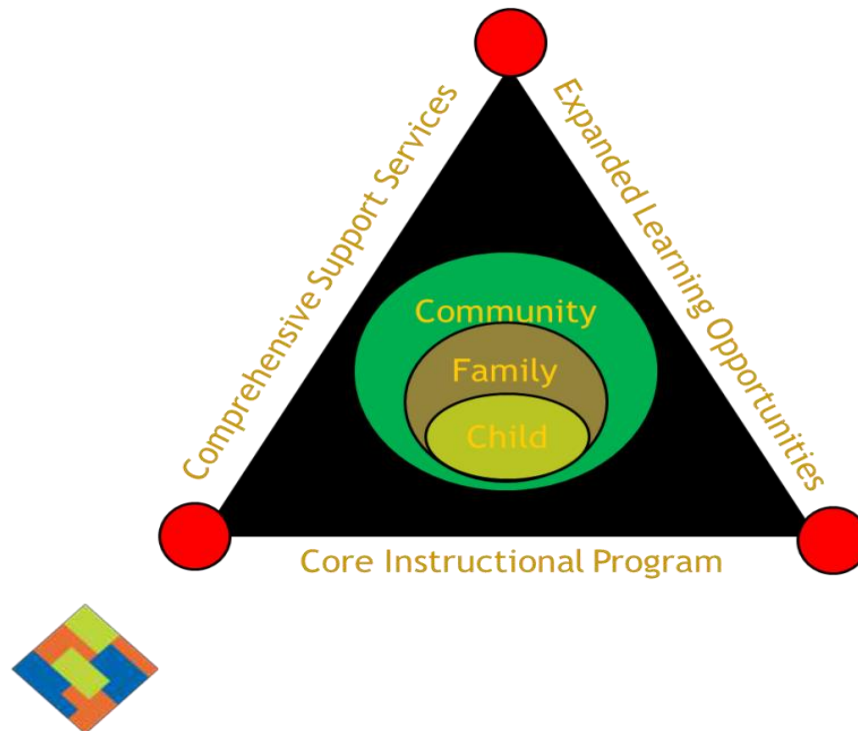 Comprehensive Support Services
Expanded Learning Opportunities
Community
Family
Child
Core Instructional Program